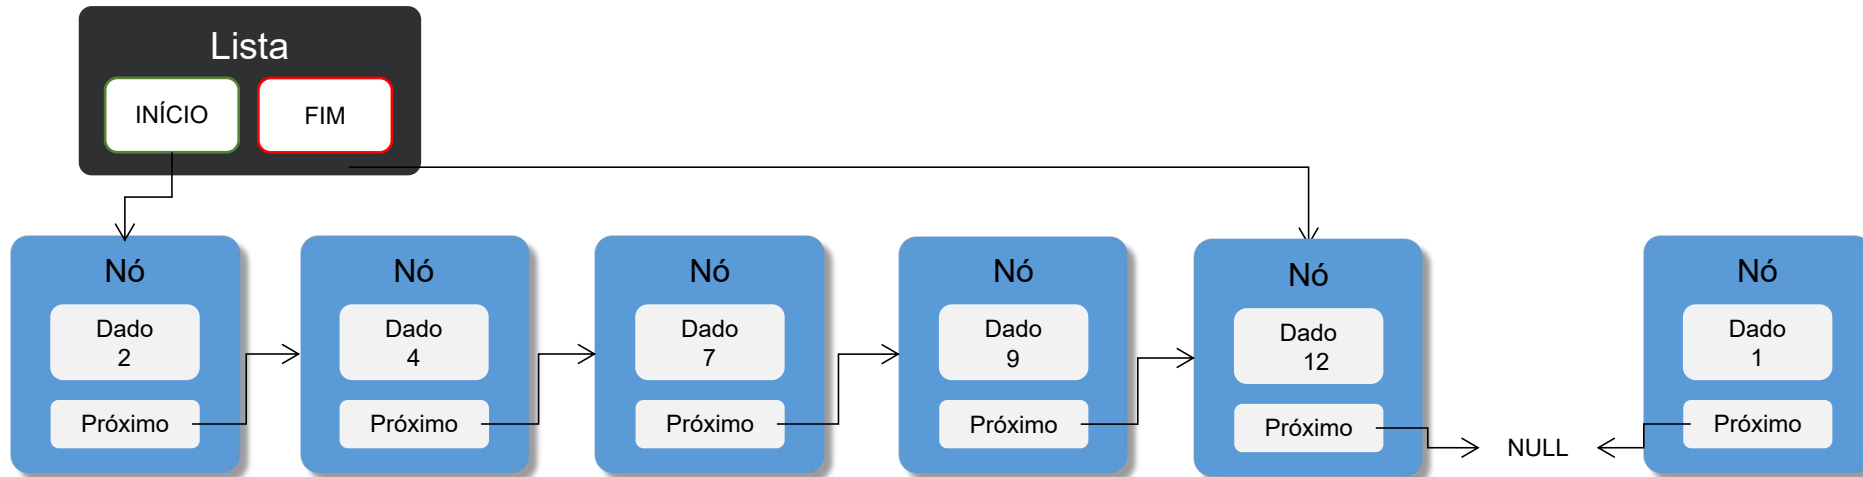 Lista
INÍCIO
FIM
Nó
Dado
2
Próximo
Nó
Dado
4
Próximo
Nó
Dado
7
Próximo
Nó
Dado
9
Próximo
Nó
Dado
12
Próximo
NULL
Nó
Dado
1
Próximo